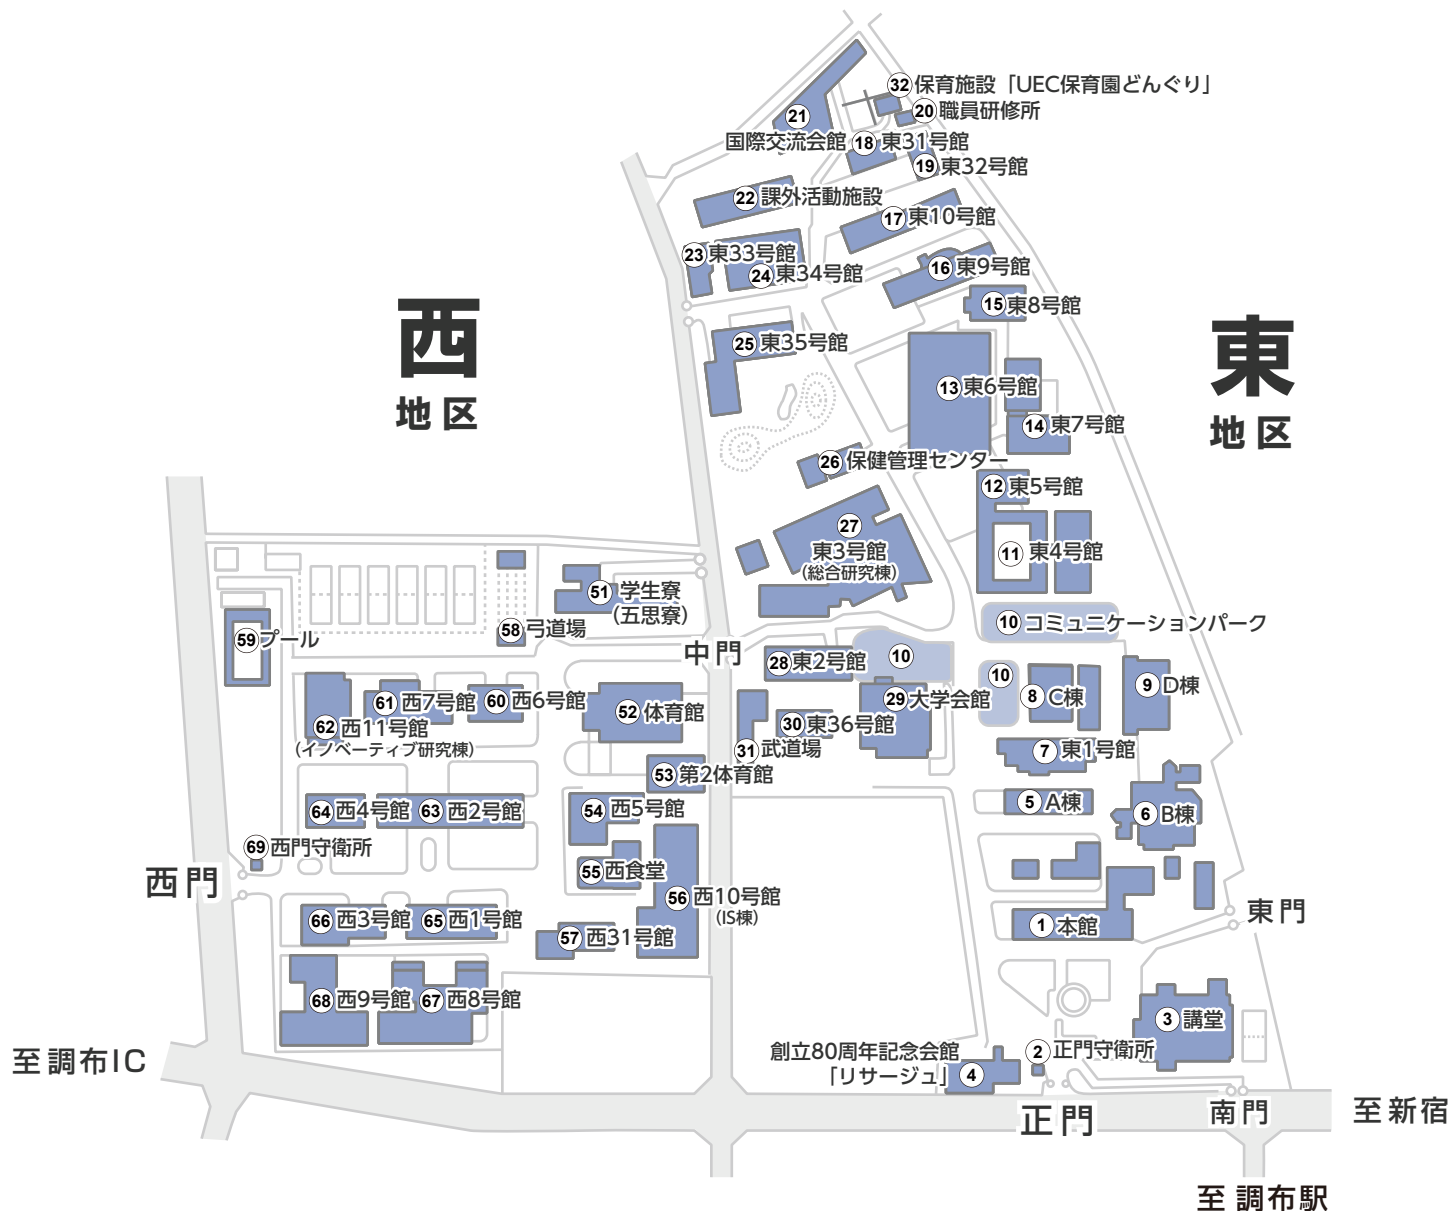 32 保育施設「UEC保育園どんぐり」
20 職員研修所
21
国際交流会館
18 東31号館
19 東32号館
22 課外活動施設
17 東10号館
23 東33号館
24 東34号館
16 東9号館
15 東8号館
西
地区
東
地区
25 東35号館
13 東6号館
14 東7号館
26 保健管理センター
12 東5号館
27
東3号館
(総合研究棟)
11 東4号館
51 学生寮
(五思寮)
10 コミュニケーションパーク
58 弓道場
59 プール
中門
28 東2号館
10
10
8 C棟
9 D棟
61 西7号館
60 西6号館
62 西11号館
(イノベーティブ研究棟)
52 体育館
29 大学会館
30 東36号館
31 武道場
7 東1号館
53 第2体育館
5 A棟
6 B棟
64 西4号館
63 西2号館
54 西5号館
69 西門守衛所
西門
55 西食堂
56 西10号館
(IS棟)
東門
66 西3号館
65 西1号館
57 西31号館
1 本館
68 西9号館
67 西8号館
3 講堂
至調布IC
創立80周年記念会館
「リサージュ」
4
2 正門守衛所
正門
南門
至新宿
至 調布駅